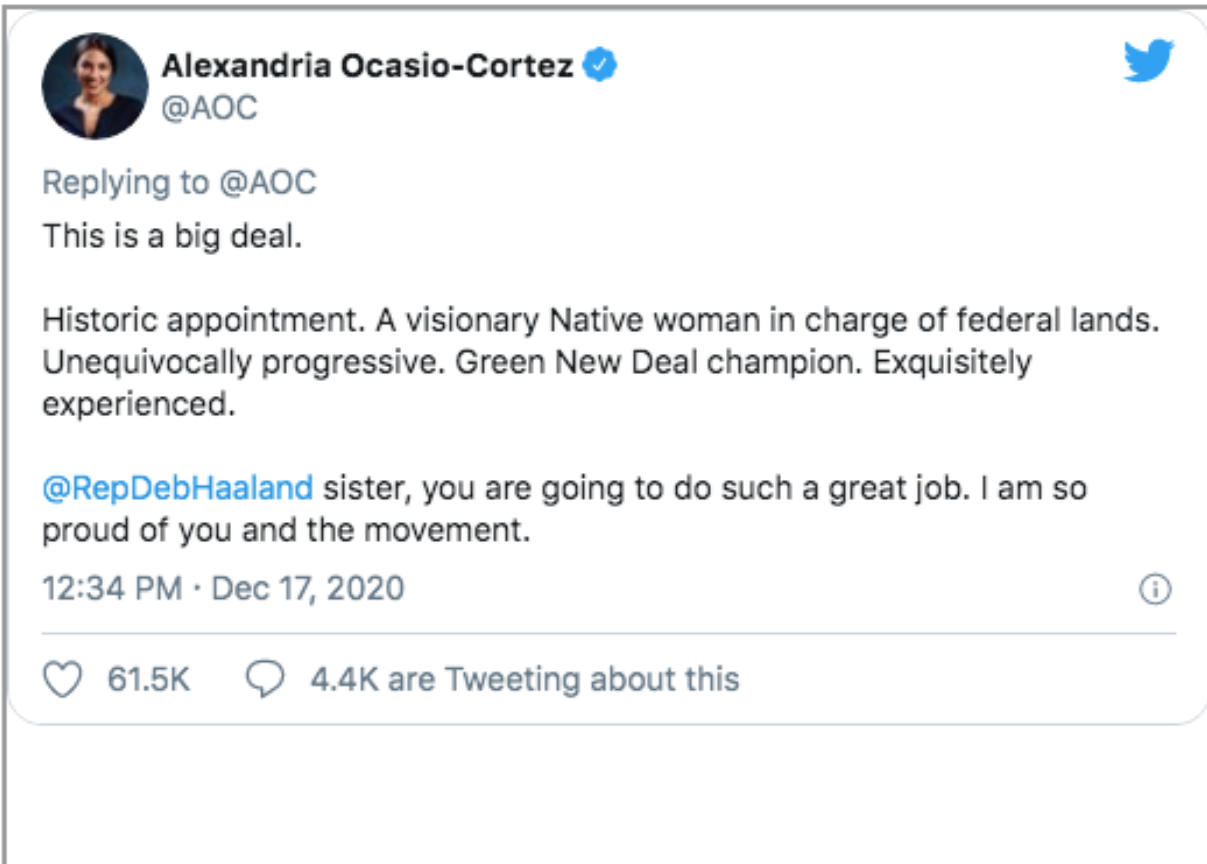 Alexandria Ocasio-Cortez
@AOC
Replying to @AOC
This is a big deal.
Historic appointment. A visionary Native woman in charge of federal lands.
Unequivocally progressive. Green New Deal champion. Exquisitely
experienced.
@RepDebHaaland sister, you are going to do such a great job. I am so
proud of you and the movement.
12:34 PM · Dec 17, 2020
61.5K 4.4K are Tweeting about this